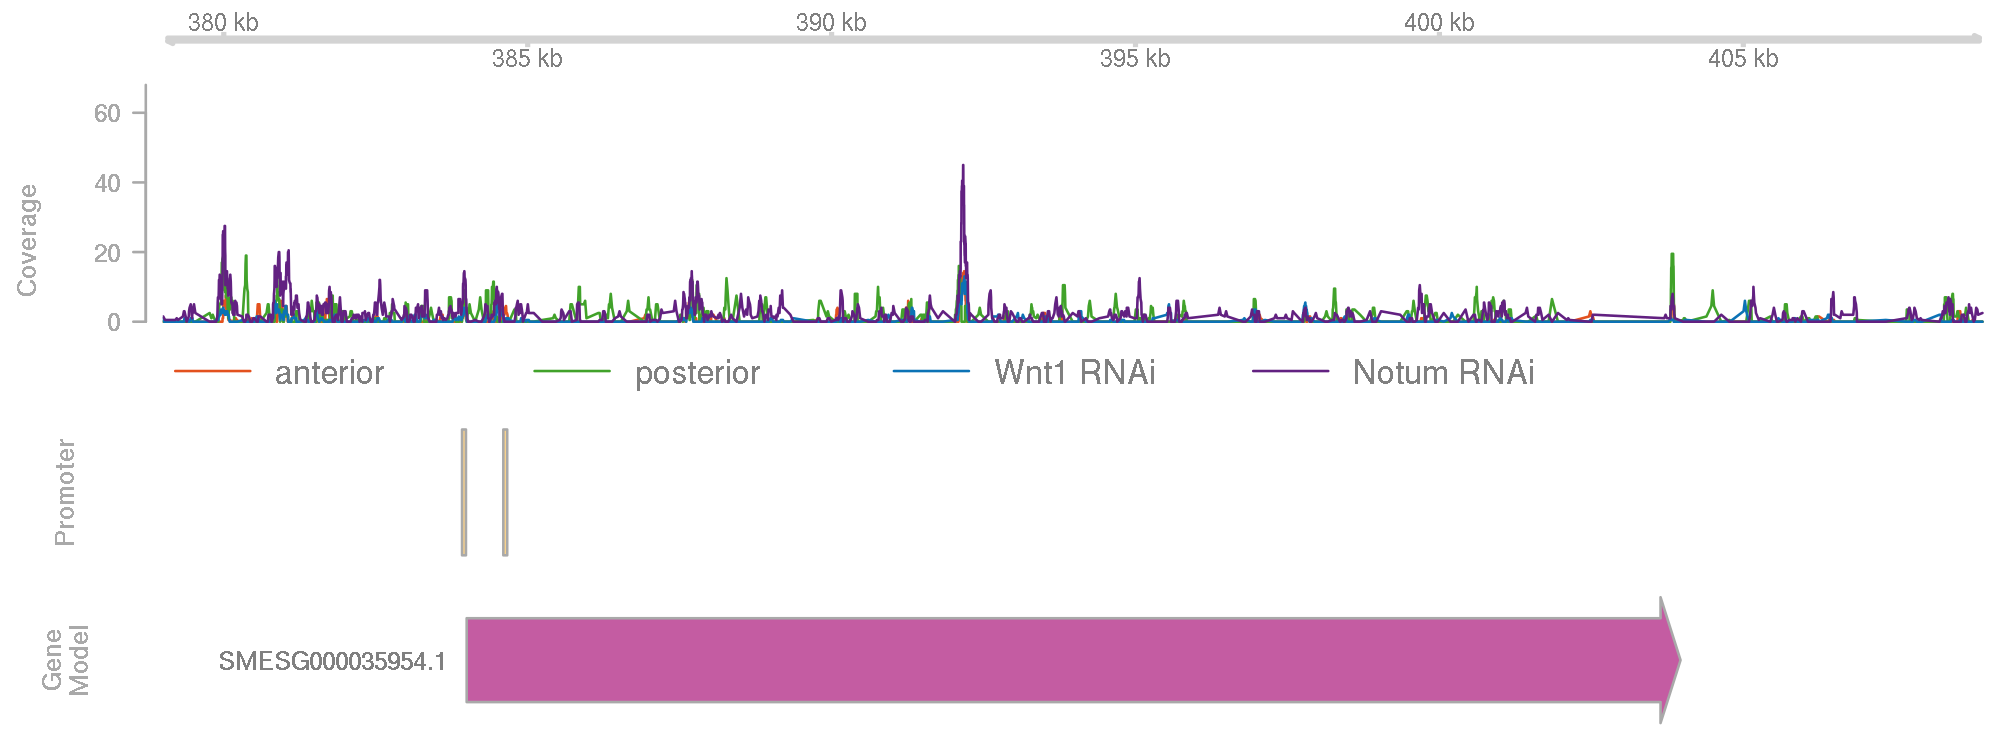 380 kb 390 kb 400 kb
385 kb 395 kb 405 kb
60
40
20
0
Coverage
anterior posterior Wnt1 RNAi Notum RNAi
Promoter
Gene
Model
SMESG000035954.1